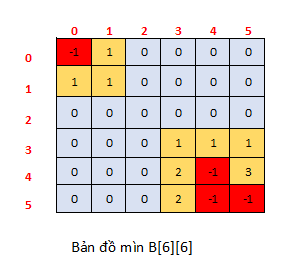 0 1 2 3 4 5
0 -1 1 0 0 0 0
1 1 1 0 0 0 0
2 0 0 0 0 0 0
3 0 0 0 1 1 1
4 0 0 0 2 -1 3
5 0 0 0 2 -1 -1
Bản đồ mìn B[6][6]